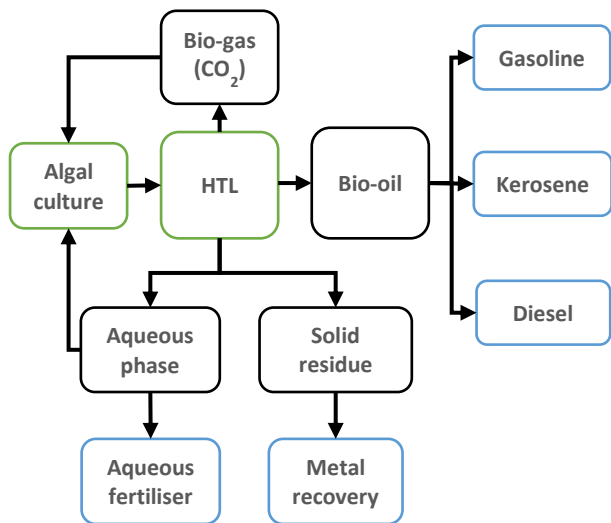 Bio-gas
(CO₂)
Gasoline
Algal
culture
HTL
Bio-oil
Kerosene
Aqueous
phase
Solid
residue
Diesel
Aqueous
fertiliser
Metal
recovery